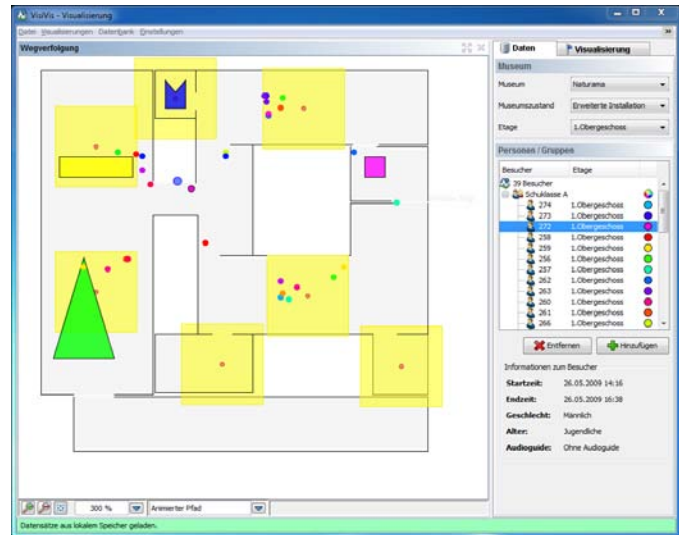 VisiVis - Visualisierung
Datei Visualisierungen Datenbank Einstellungen
Wegverfolgung
Daten
Visualisierung
Museum
Museum Naturama
Museumszustand Erweiterte Installation
Etage 1.Obergeschoss
Personen / Gruppen
Besucher Etage
39 Besucher
Schulklasse A
274 1.Obergeschoss
273 1.Obergeschoss
272 1.Obergeschoss
258 1.Obergeschoss
259 1.Obergeschoss
256 1.Obergeschoss
257 1.Obergeschoss
262 1.Obergeschoss
263 1.Obergeschoss
260 1.Obergeschoss
261 1.Obergeschoss
266 1.Obergeschoss
Entfernen
Hinzufügen
Informationen zum Besucher
Startzeit: 26.05.2009 14:16
Endzeit: 26.05.2009 16:38
Geschlecht: Männlich
Alter: Jugendliche
Audioguide: Ohne Audioguide
300 %
Animierter Pfad
Datensätze aus lokalem Speicher geladen.